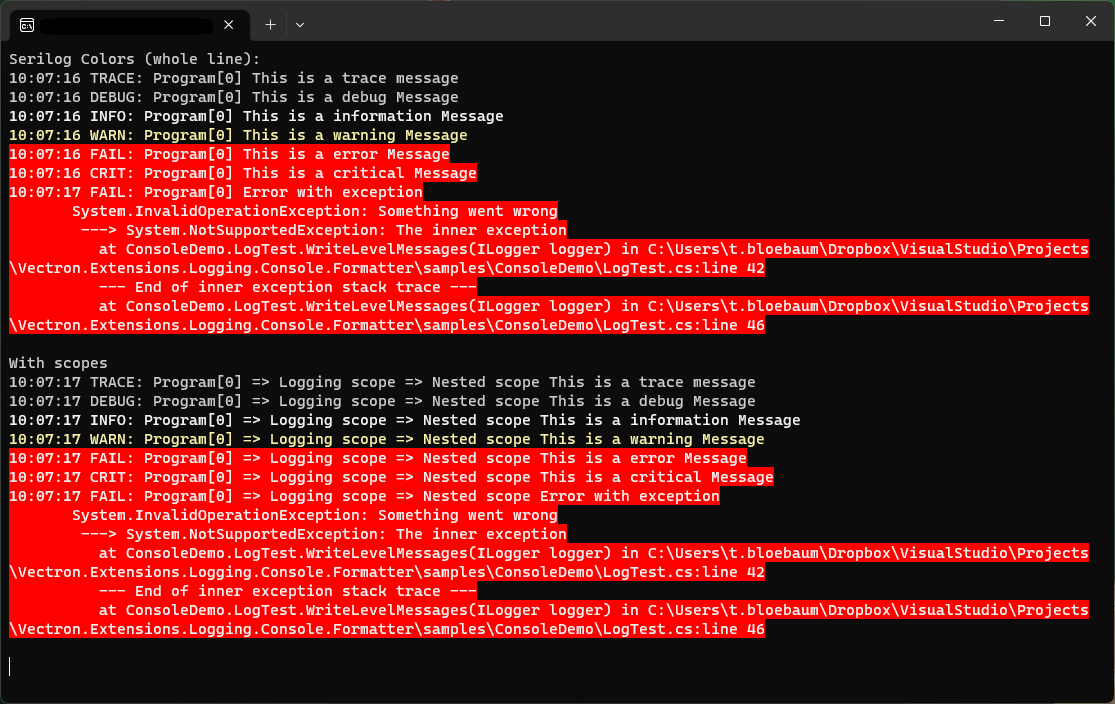 Serilog Colors (whole line):
10:07:16 TRACE: Program[0] This is a trace message
10:07:16 DEBUG: Program[0] This is a debug Message
10:07:16 INFO: Program[0] This is a information Message
10:07:16 WARN: Program[0] This is a warning Message
10:07:16 FAIL: Program[0] This is a error Message
10:07:16 CRIT: Program[0] This is a critical Message
10:07:17 FAIL: Program[0] Error with exception
System.InvalidOperationException: Something went wrong
---> System.NotSupportedException: The inner exception
at ConsoleDemo.LogTest.WriteLevelMessages(ILogger logger) in C:\Users\t.bloebaum\Dropbox\VisualStudio\Projects
\Vectron.Extensions.Logging.Console.Formatter\samples\ConsoleDemo\LogTest.cs:line 42
--- End of inner exception stack trace ---
at ConsoleDemo.LogTest.WriteLevelMessages(ILogger logger) in C:\Users\t.bloebaum\Dropbox\VisualStudio\Projects
\Vectron.Extensions.Logging.Console.Formatter\samples\ConsoleDemo\LogTest.cs:line 46
With scopes
10:07:17 TRACE: Program[0] => Logging scope => Nested scope This is a trace message
10:07:17 DEBUG: Program[0] => Logging scope => Nested scope This is a debug Message
10:07:17 INFO: Program[0] => Logging scope => Nested scope This is a information Message
10:07:17 WARN: Program[0] => Logging scope => Nested scope This is a warning Message
10:07:17 FAIL: Program[0] => Logging scope => Nested scope This is a error Message
10:07:17 CRIT: Program[0] => Logging scope => Nested scope This is a critical Message
10:07:17 FAIL: Program[0] => Logging scope => Nested scope Error with exception
System.InvalidOperationException: Something went wrong
---> System.NotSupportedException: The inner exception
at ConsoleDemo.LogTest.WriteLevelMessages(ILogger logger) in C:\Users\t.bloebaum\Dropbox\VisualStudio\Projects
\Vectron.Extensions.Logging.Console.Formatter\samples\ConsoleDemo\LogTest.cs:line 42
--- End of inner exception stack trace ---
at ConsoleDemo.LogTest.WriteLevelMessages(ILogger logger) in C:\Users\t.bloebaum\Dropbox\VisualStudio\Projects
\Vectron.Extensions.Logging.Console.Formatter\samples\ConsoleDemo\LogTest.cs:line 46